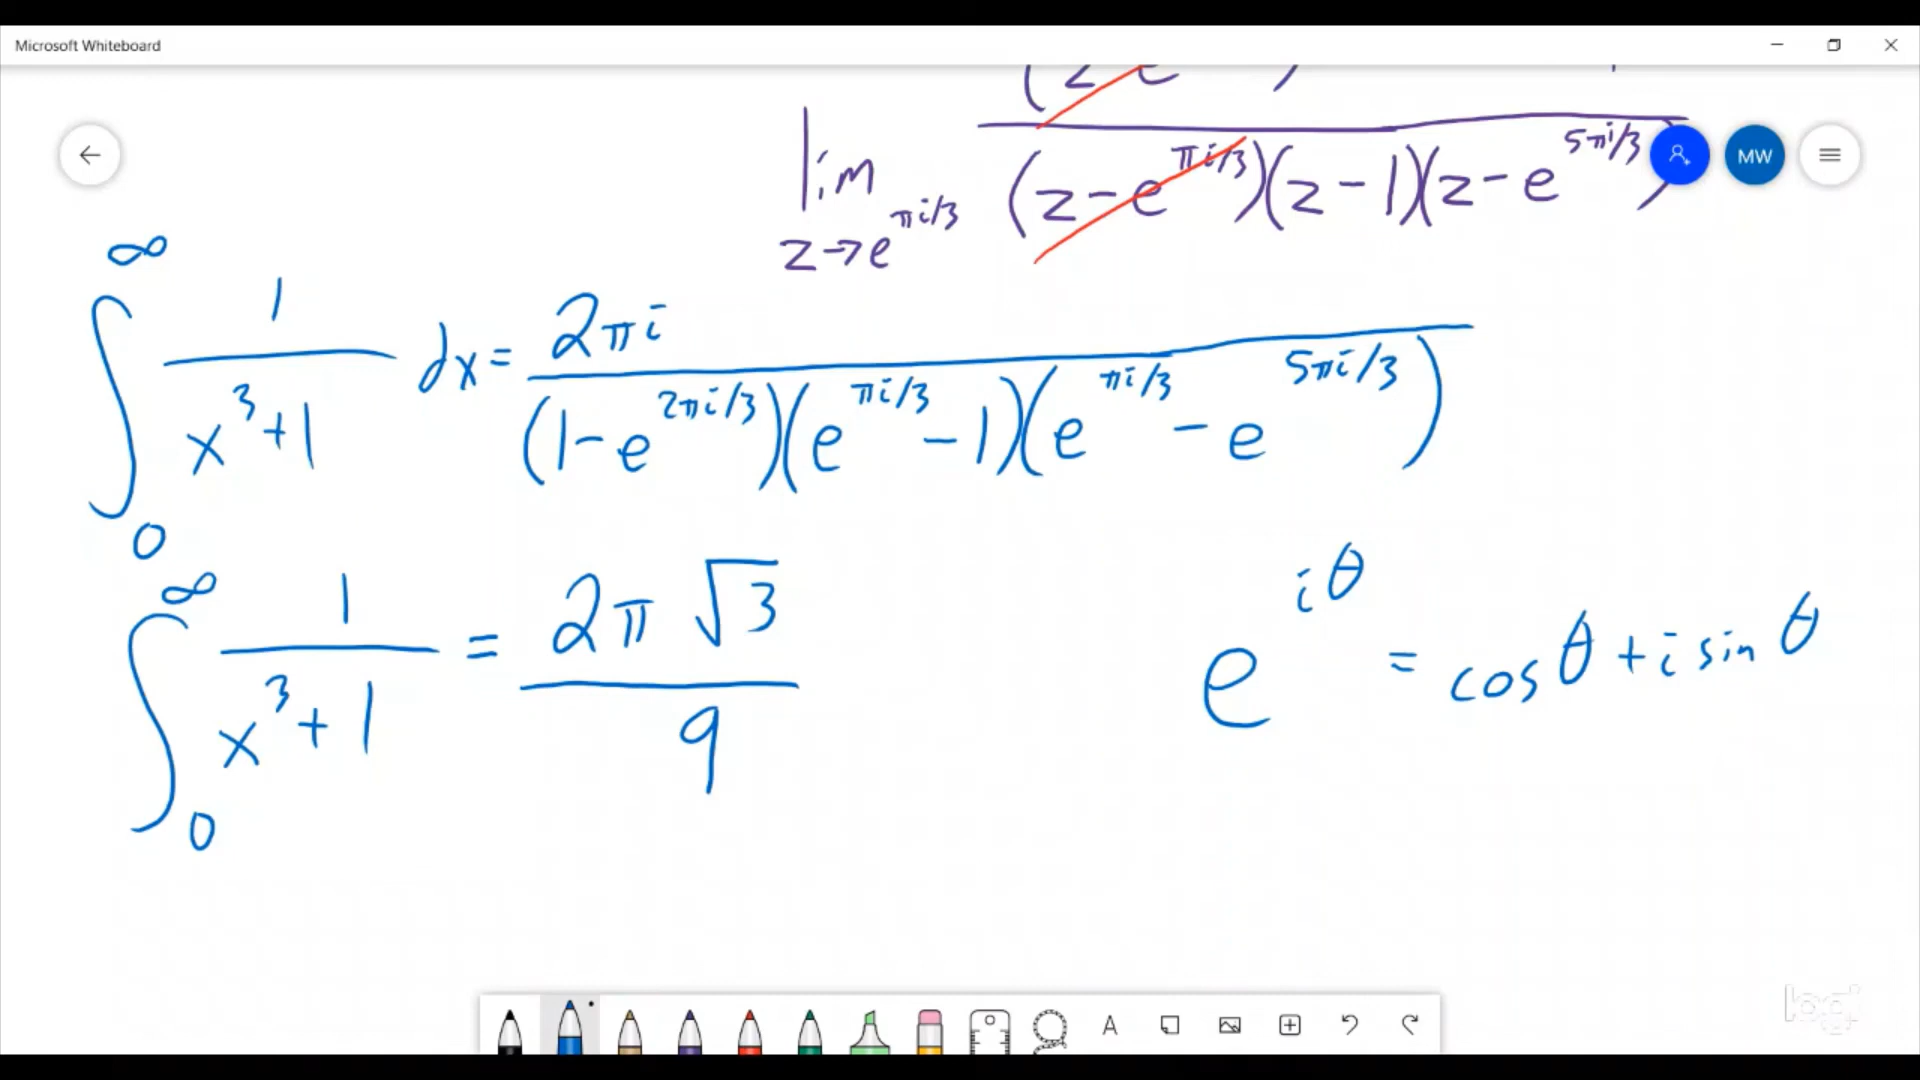 Microsoft Whiteboard
(z-e )
lim z→e^πi/3 (z-e^πi/3)(z-1)(z-e^5πi/3)
MW
∫_0^∞ 1/(x^3+1) dx = 2πi/((1-e^2πi/3)(e^πi/3-1)(e^πi/3-e^5πi/3))
∫_0^∞ 1/(x^3+1) = 2π√3/9
e^iθ = cosθ+i sinθ
A
logi